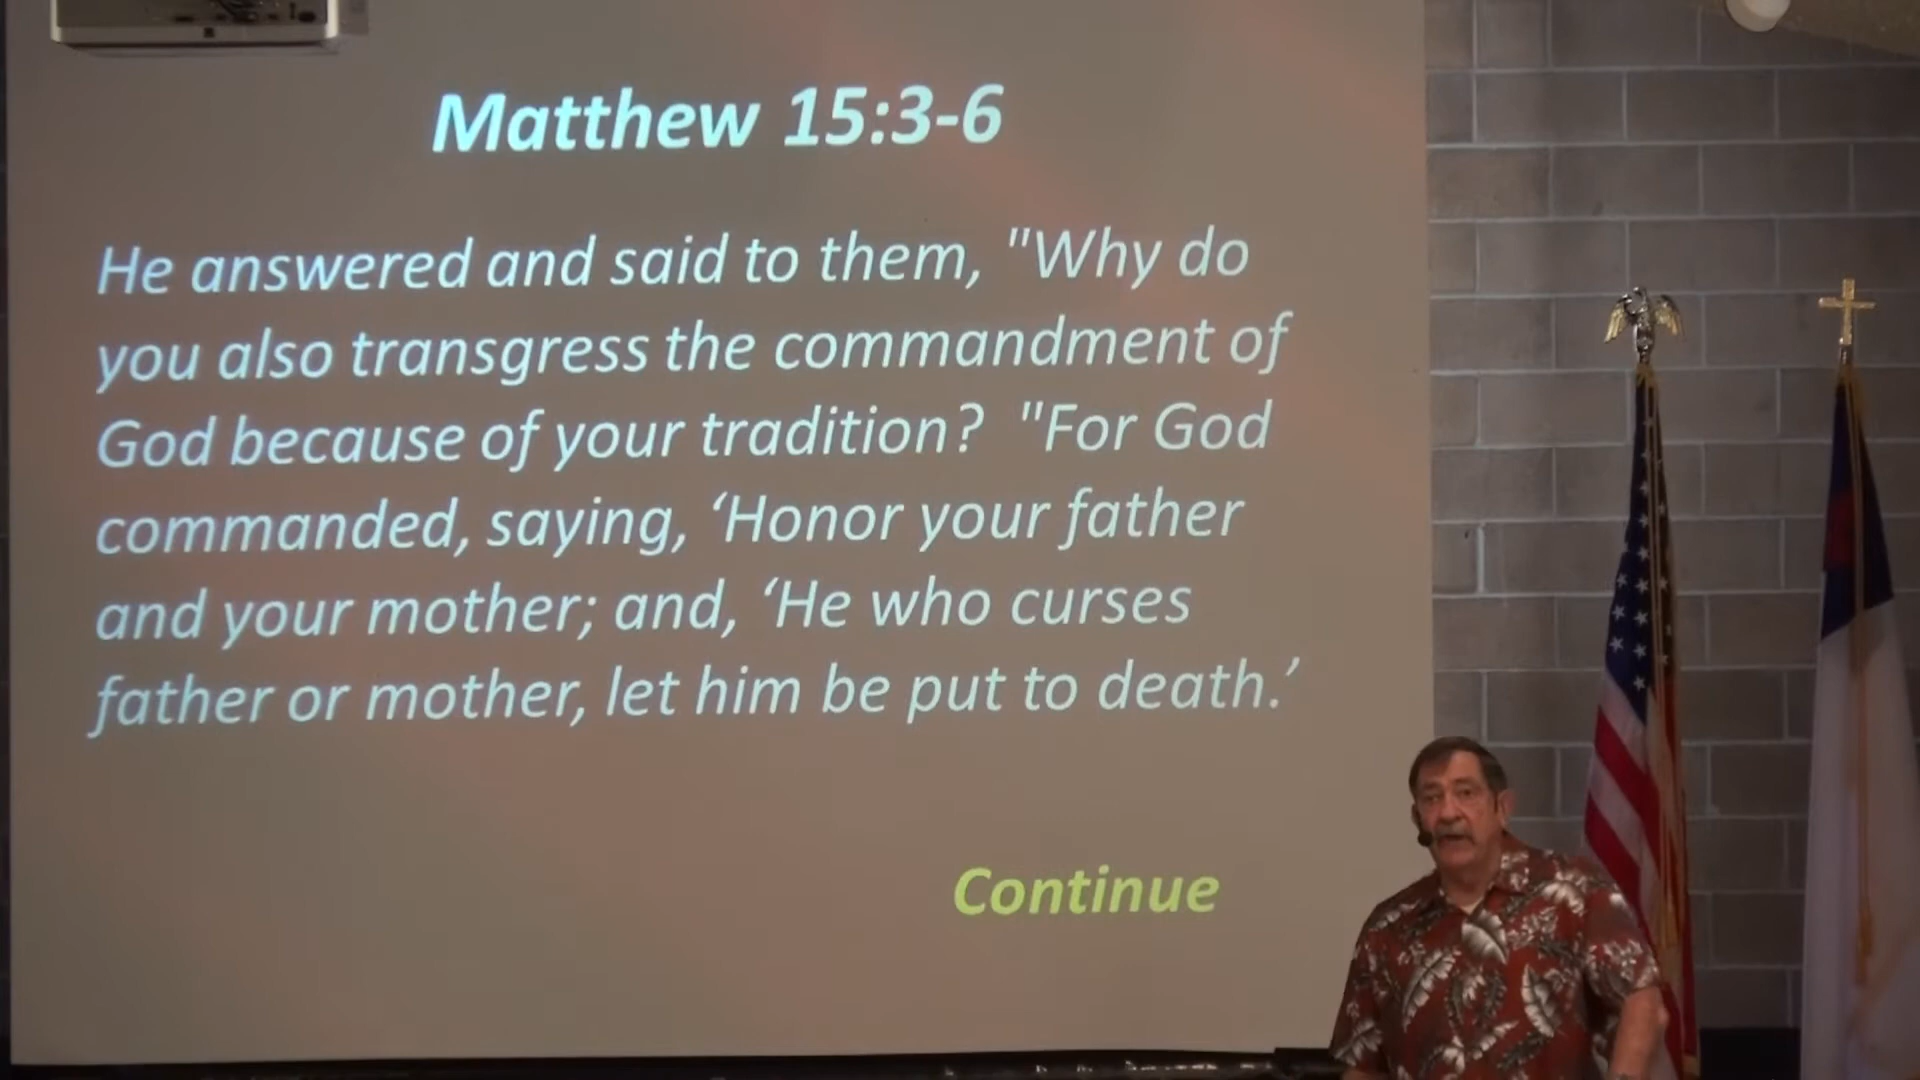 Matthew 15:3-6
He answered and said to them, "Why do
you also transgress the commandment of
God because of your tradition?  "For God
commanded, saying, ‘Honor your father
and your mother; and, ‘He who curses
father or mother, let him be put to death.’
Continue